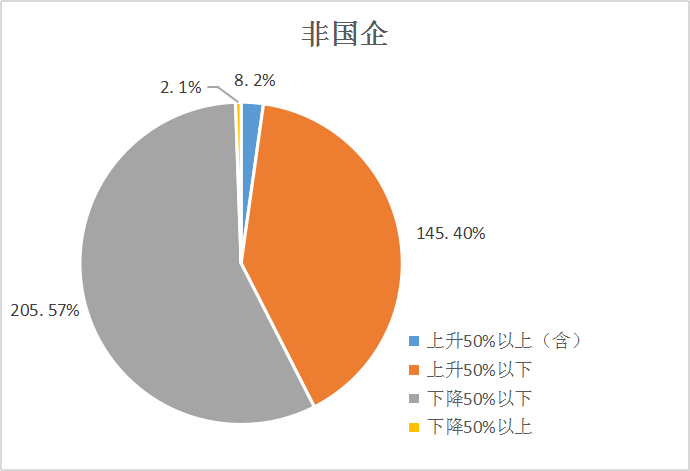 非国企
2. 1%
8. 2%
145. 40%
205. 57%
上升50%以上（含）
上升50%以下
下降50%以下
下降50%以上